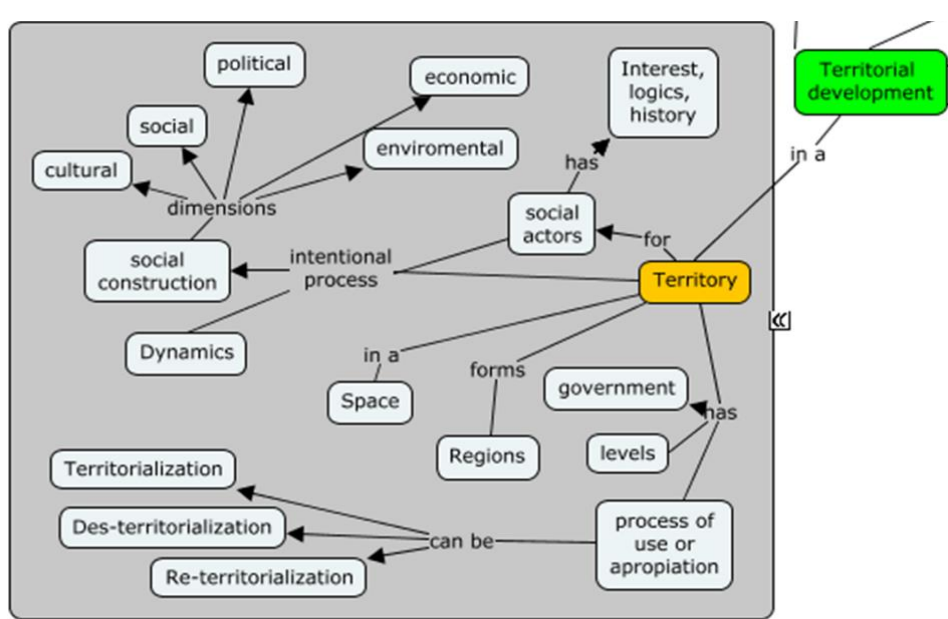 political
economic
Interest,
logics,
history
Territorial
development
social
enviromental
in a
cultural
has
dimensions
social
actors
for
social
construction
intentional
process
Territory
Dynamics
in a
forms
government
Space
has
Regions
levels
Territorialization
process of
use or
apropiation
Des-territorialization
can be
Re-territorialization